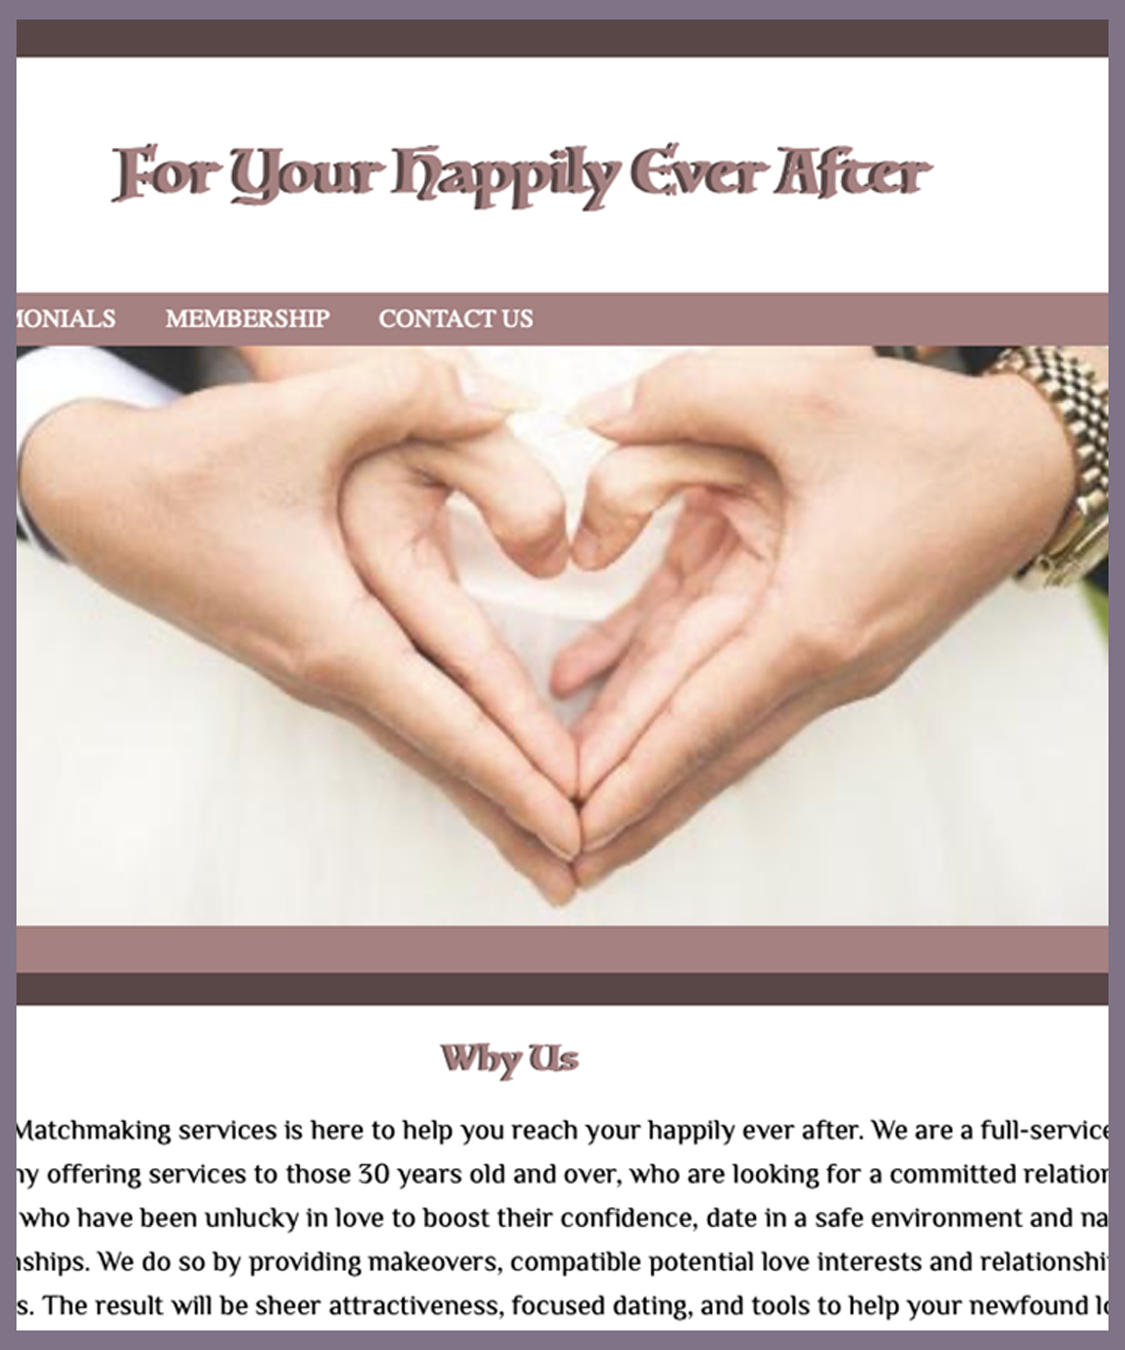 For Your Happily Ever After
MONIALS MEMBERSHIP CONTACT US
Why Us
Matchmaking services is here to help you reach your happily ever after. We are a full-service
ny offering services to those 30 years old and over, who are looking for a committed relation
who have been unlucky in love to boost their confidence, date in a safe environment and na
nships. We do so by providing makeovers, compatible potential love interests and relationshi
s. The result will be sheer attractiveness, focused dating, and tools to help your newfound lo